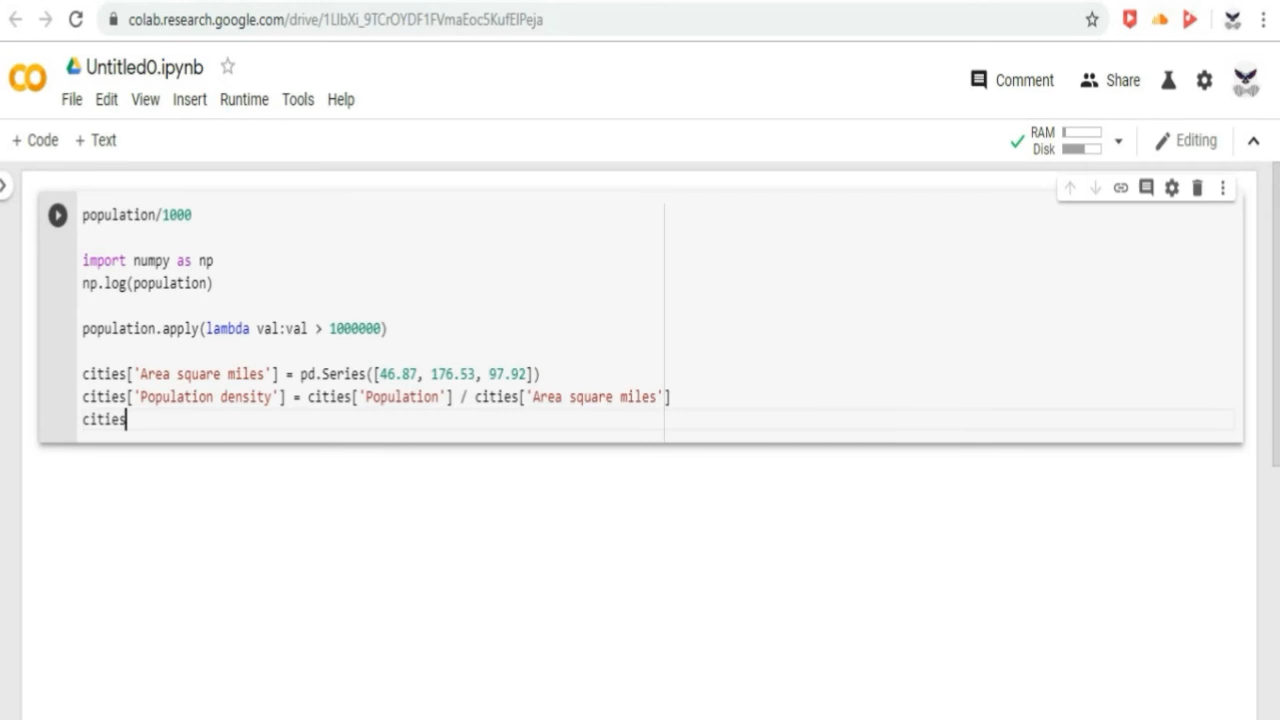 colab.research.google.com/drive/1LlbXi_9TCrOYDF1FVmaEoc5KufElPeja
CO Untitled0.ipynb
Comment Share
File Edit View Insert Runtime Tools Help
+ Code + Text
RAM
Disk
Editing
population/1000
import numpy as np
np.log(population)
population.apply(lambda val:val > 1000000)
cities['Area square miles'] = pd.Series([46.87, 176.53, 97.92])
cities['Population density'] = cities['Population'] / cities['Area square miles']
cities